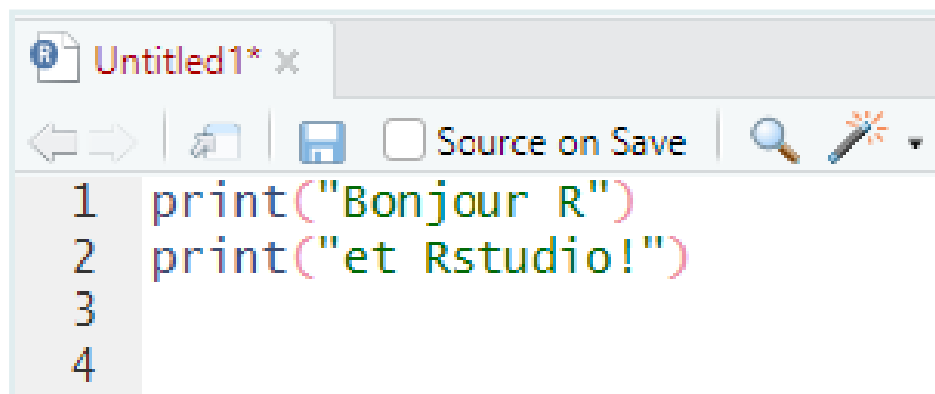 Untitled1*
Source on Save
1 print("Bonjour R")
2 print("et Rstudio!")
3
4